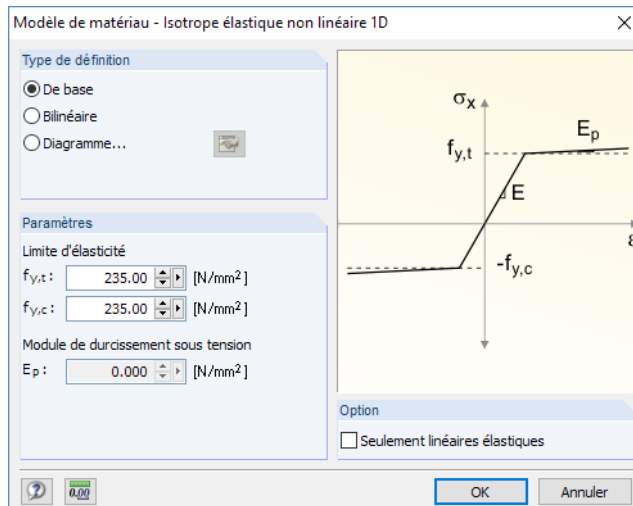 Modèle de matériau - Isotrope élastique non linéaire 1D
Type de définition
De base
Bilinéaire
Diagramme...
Paramètres
Limite d'élasticité
fy,t: 235.00 [N/mm²]
fy,c: 235.00 [N/mm²]
Module de durcissement sous tension
Ep: 0.000 [N/mm²]
σx
Ep
fy,t
E
ε
-fy,c
Option
Seulement linéaires élastiques
0.00
OK
Annuler